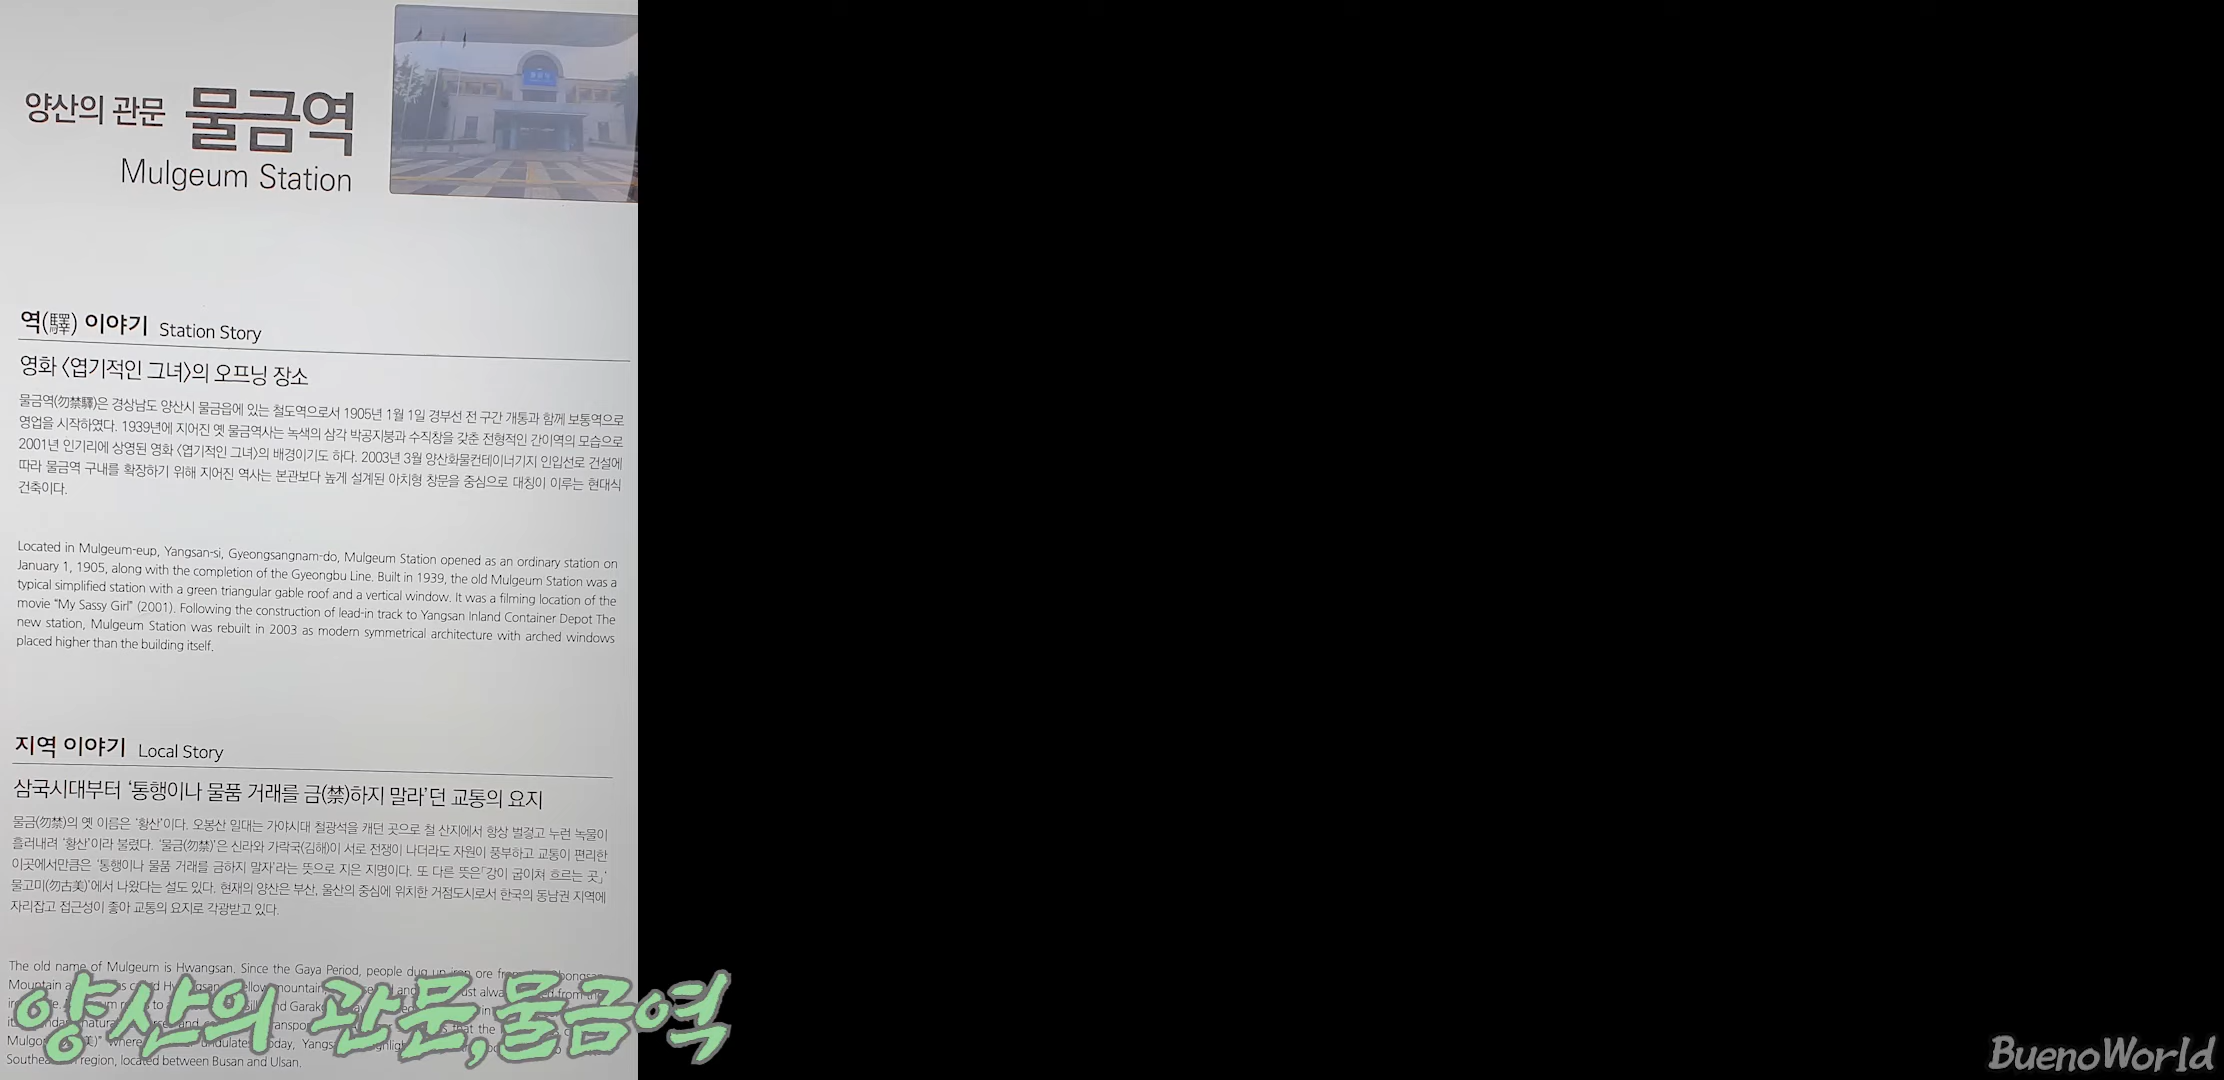 양산의 관문 물금역
Mulgeum Station
역(驛) 이야기 Station Story
영화 〈엽기적인 그녀〉의 오프닝 장소
물금역(勿禁驛)은 경상남도 양산시 물금읍에 있는 철도역으로서 1905년 1월 1일 경부선 전 구간 개통과 함께 보통역으로
영업을 시작하였다. 1939년에 지어진 옛 물금역사는 녹색의 삼각 박공지붕과 수직창을 갖춘 전형적인 간이역의 모습으로
2001년 인기리에 상영된 영화 〈엽기적인 그녀〉의 배경이기도 하다. 2003년 3월 양산화물컨테이너기지 인입선로 건설에
따라 물금역 구내를 확장하기 위해 지어진 역사는 본관보다 높게 설계된 아치형 창문을 중심으로 대칭이 이루는 현대식
건축이다.
Located in Mulgeum-eup, Yangsan-si, Gyeongsangnam-do, Mulgeum Station opened as an ordinary station on
January 1, 1905, along with the completion of the Gyeongbu Line. Built in 1939, the old Mulgeum Station was a
typical simplified station with a green triangular gable roof and a vertical window. It was a filming location of the
movie "My Sassy Girl" (2001). Following the construction of lead-in track to Yangsan Inland Container Depot The
new station, Mulgeum Station was rebuilt in 2003 as modern symmetrical architecture with arched windows
placed higher than the building itself.
지역 이야기 Local Story
삼국시대부터 '통행이나 물품 거래를 금(禁)하지 말라'던 교통의 요지
물금(勿禁)의 옛 이름은 '황산'이다. 오봉산 일대는 가야시대 철광석을 캐던 곳으로 철 산지에서 항상 벌겋고 누런 녹물이
흘러내려 '황산'이라 불렸다. '물금(勿禁)'은 신라와 가락국(김해)이 서로 전쟁이 나더라도 자원이 풍부하고 교통이 편리한
이곳에서만큼은 '통행이나 물품 거래를 금하지 말자'라는 뜻으로 지은 지명이다. 또 다른 뜻은「강이 굽이쳐 흐르는 곳」'
물고미(勿古美)'에서 나왔다는 설도 있다. 현재의 양산은 부산, 울산의 중심에 위치한 거점도시로서 한국의 동남권 지역에
자리잡고 접근성이 좋아 교통의 요지로 각광받고 있다.
The old name of Mulgeum is Hwangsan. Since the Gaya Period, people dug up iron ore
Mountain
and Garak
natural and
Mulgo where today,
region, located between Busan and Ulsan.
양산의 관문,물금역
BuenoWorld